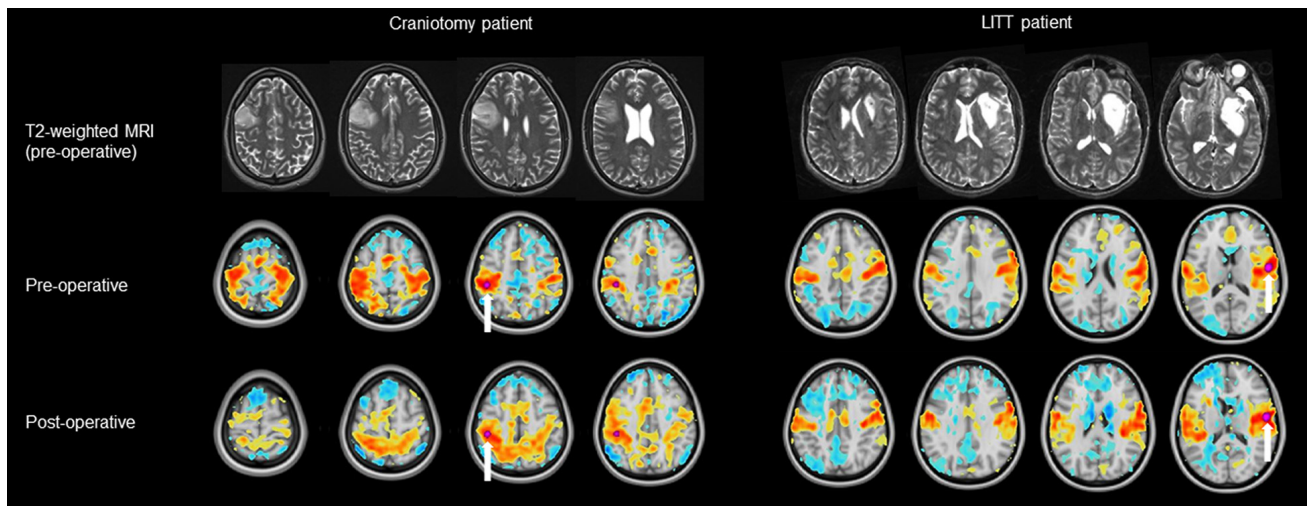 Craniotomy patient
LITT patient
T2-weighted MRI
(pre-operative)
Pre-operative
Post-operative